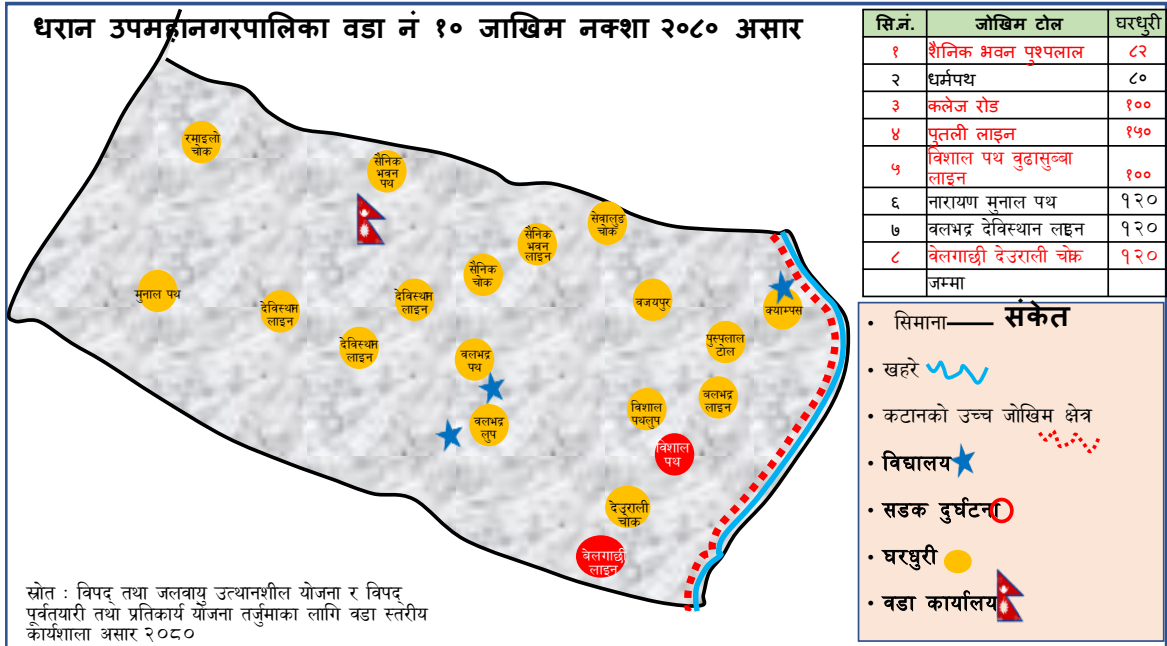 धरान उपमहानगरपालिका वडा नं १० जाखिम नक्शा २०८० असार
सि.नं. जोखिम टोल घरधुरी
१ शैनिक भवन पुश्पलाल ८२
२ धर्मपथ ८०
३ कलेज रोड १००
४ पुतली लाइन १५०
५ विशाल पथ वुढासुब्बा
लाइन १००
६ नारायण मुनाल पथ १२०
७ वलभद्र देविस्थान लाइन १२०
८ वेलगाछी देउराली चोक १२०
जम्मा
रमाइलो
चोक
सैनिक
भवन
पथ
सेवालुङ
चोक
सैनिक
भवन
लाइन
सैनिक
चोक
मुनाल पथ
देविस्थान
लाइन
देविस्थान
लाइन
देविस्थान
लाइन
वजयपुर
क्याम्पस
पुस्पलाल
टोल
वलभद्र
पथ
वलभद्र
लाइन
विशाल
पथलुप
वलभद्र
लुप
विशाल
पथ
देउराली
चोक
बेलगाछी
लाइन
संकेत
• सिमाना
• खहरे
• कटानको उच्च जोखिम क्षेत्र
• विद्यालय
• सडक दुर्घटना
• घरधुरी
• वडा कार्यालय
स्रोत : विपद् तथा जलवायु उत्थानशील योजना र विपद्
पूर्वतयारी तथा प्रतिकार्य योजना तर्जुमाका लागि वडा स्तरीय
कार्यशाला असार २०८०